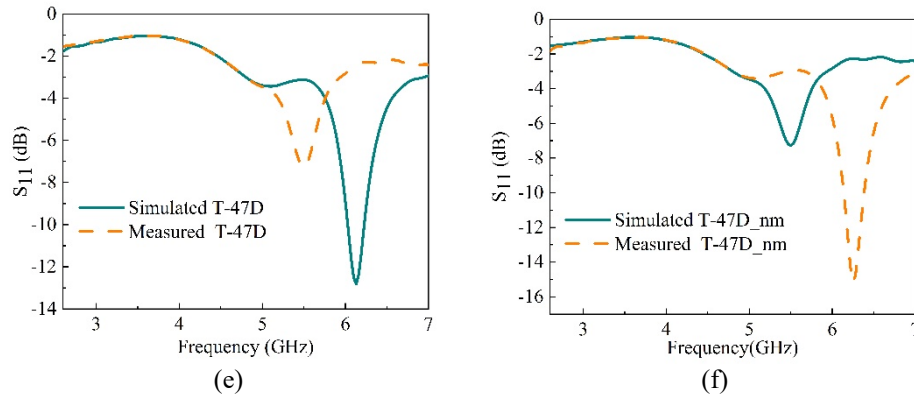 0
-2
-4
-6
-8
-10
-12
-14
S11 (dB)
Simulated T-47D
Measured T-47D
3 4 5 6 7
Frequency (GHz)
(e)
0
-2
-4
-6
-8
-10
-12
-14
-16
S11 (dB)
Simulated T-47D_nm
Measured T-47D_nm
3 4 5 6 7
Frequency(GHz)
(f)